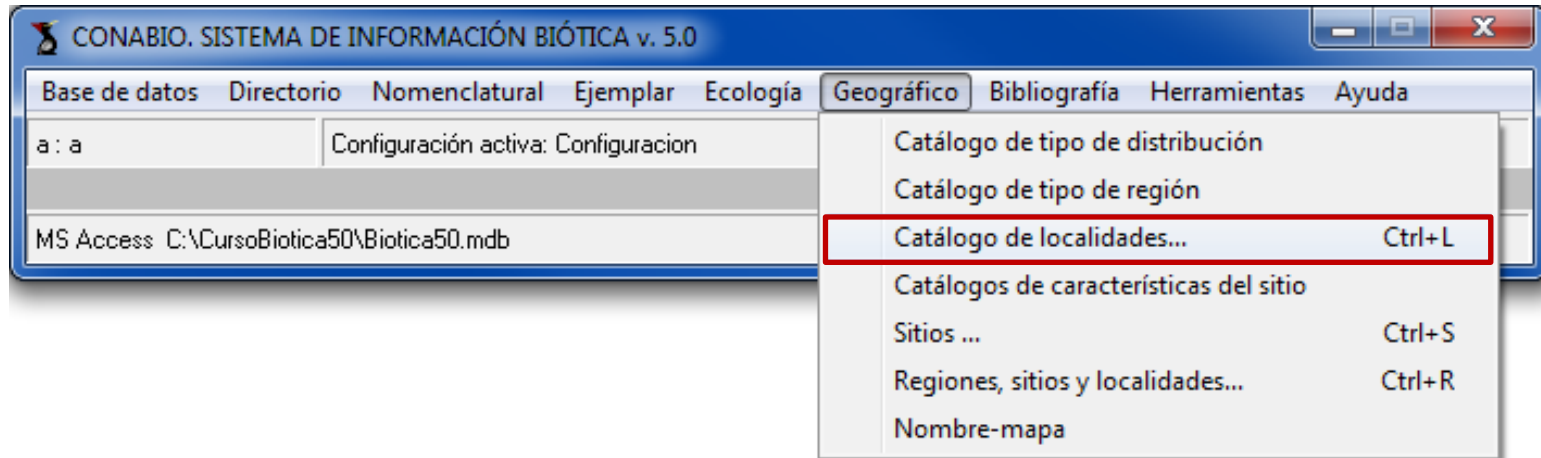 CONABIO. SISTEMA DE INFORMACIÓN BIÓTICA v. 5.0
Base de datos Directorio Nomenclatural Ejemplar Ecología Geográfico Bibliografía Herramientas Ayuda
a : a Configuración activa: Configuracion
MS Access C:\CursoBiotica50\Biotica50.mdb
Catálogo de tipo de distribución
Catálogo de tipo de región
Catálogo de localidades... Ctrl+L
Catálogos de características del sitio
Sitios ... Ctrl+S
Regiones, sitios y localidades... Ctrl+R
Nombre-mapa